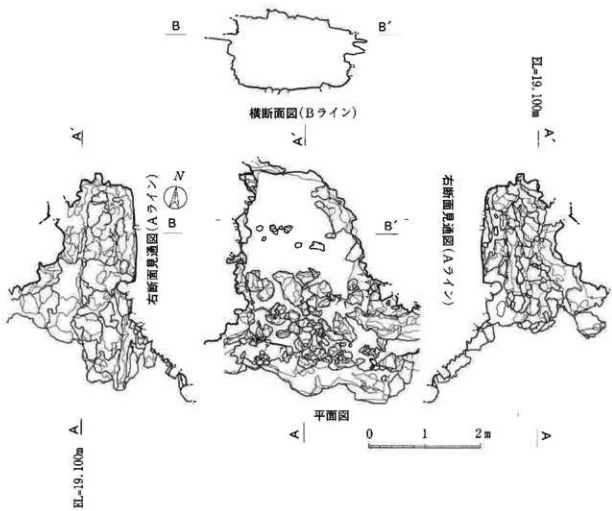 B B′
横断面図(Bライン)
EL=19.100m
A′ A′ A′
N
右断面見通図(Aライン)
B B′
右断面見通図(Aライン)
平面図
A A A
0 1 2m
EL=19.100m